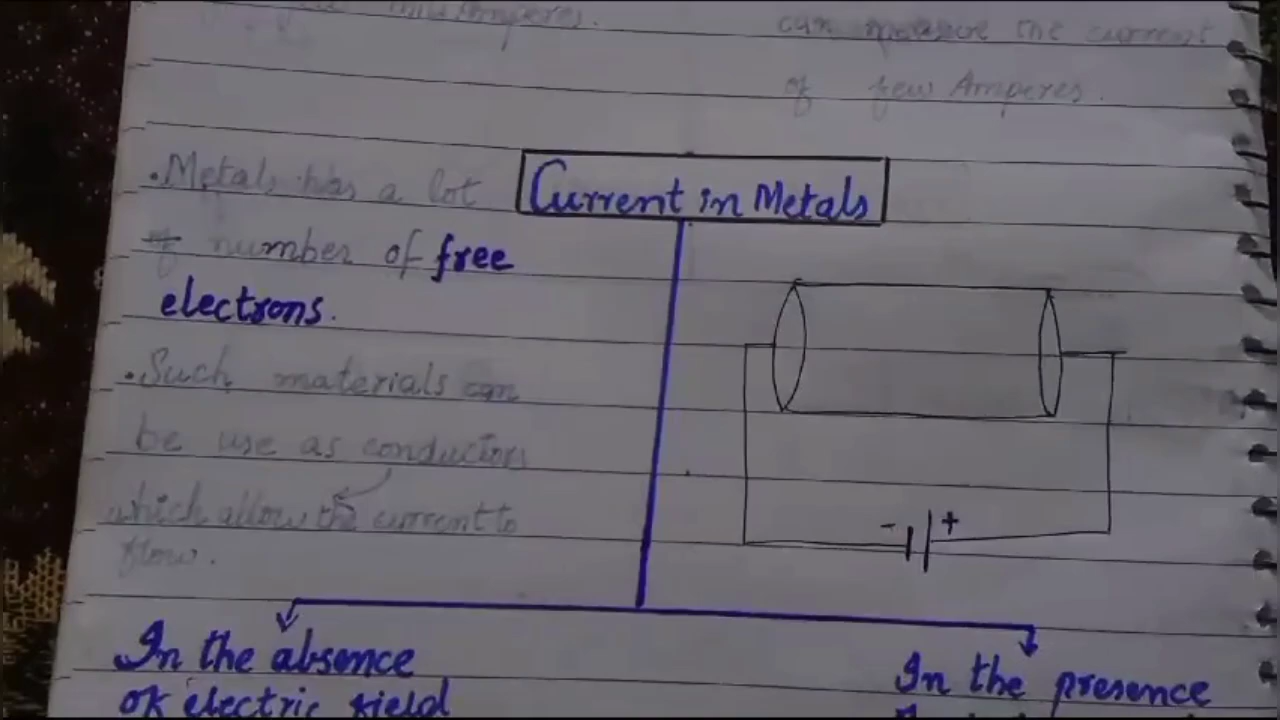 milliAmperes.
can measure the current
of few Amperes.
Current in Metals
.Metals has a lot
of number of free
electrons.
.Such materials can
be use as conductors
which allow the current to
flow.
- +
In the absence
of electric field
In the presence